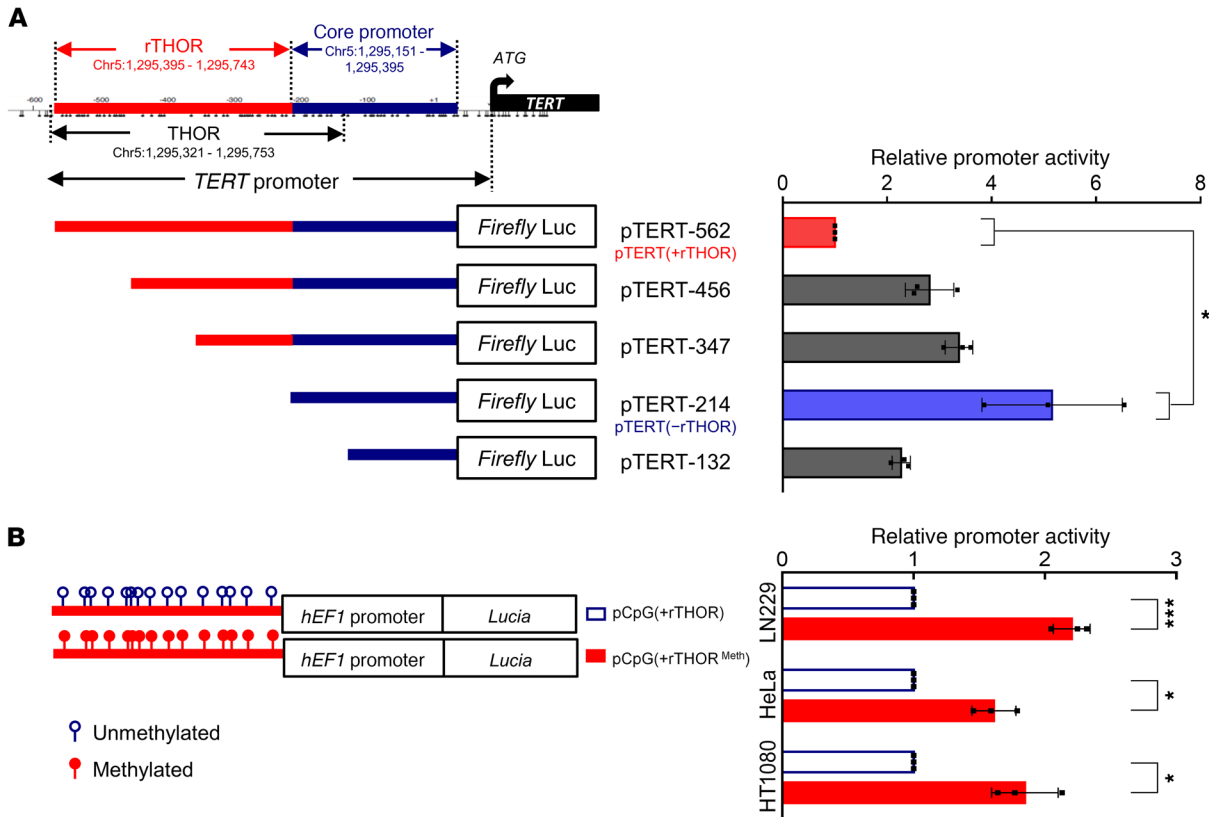 A
rTHOR
Chr5:1,295,395 - 1,295,743
Core promoter
Chr5:1,295,151 -
1,295,395
ATG
-600
-500
-400
-300
-200
-100
+1
TERT
THOR
Chr5:1,295,321 - 1,295,753
TERT promoter
Relative promoter activity
0 2 4 6 8
Firefly Luc
pTERT-562
pTERT(+rTHOR)
Firefly Luc
pTERT-456
Firefly Luc
pTERT-347
Firefly Luc
pTERT-214
pTERT(−rTHOR)
Firefly Luc
pTERT-132
*
B
hEF1 promoter
Lucia
pCpG(+rTHOR)
hEF1 promoter
Lucia
pCpG(+rTHOR Meth)
Unmethylated
Methylated
Relative promoter activity
0 1 2 3
LN229
***
HeLa
*
HT1080
*